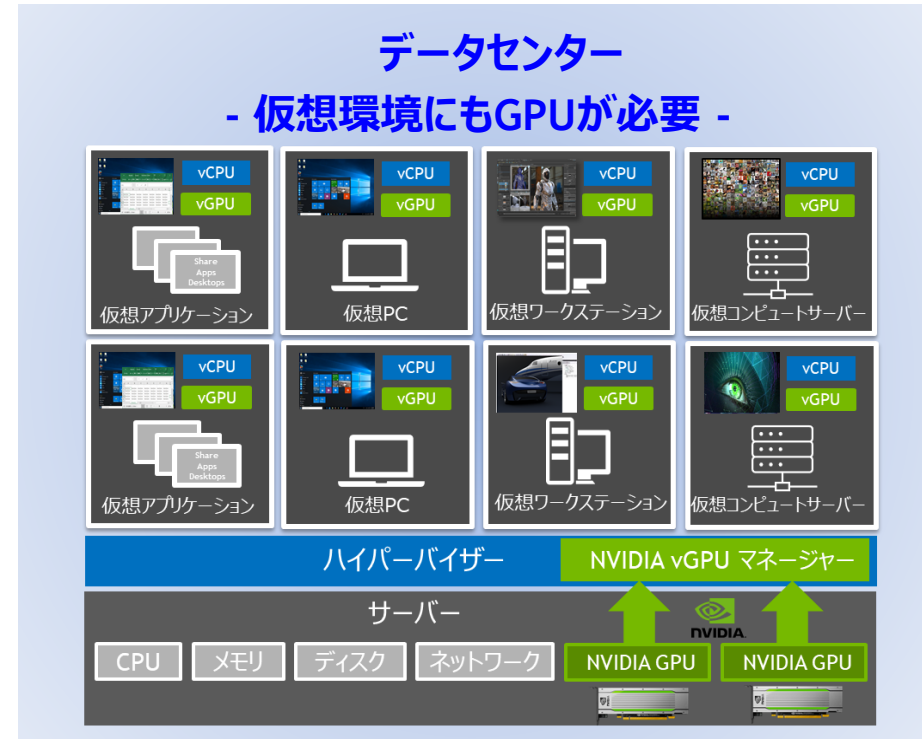 データセンター
- 仮想環境にもGPUが必要 -
vCPU
vGPU
Share
Apps
Desktops
仮想アプリケーション
vCPU
vGPU
仮想PC
vCPU
vGPU
仮想ワークステーション
vCPU
vGPU
仮想コンピュートサーバー
vCPU
vGPU
Share
Apps
Desktops
仮想アプリケーション
vCPU
vGPU
仮想PC
vCPU
vGPU
仮想ワークステーション
vCPU
vGPU
仮想コンピュートサーバー
ハイパーバイザー
NVIDIA vGPU マネージャー
サーバー
NVIDIA
CPU
メモリ
ディスク
ネットワーク
NVIDIA GPU
NVIDIA GPU